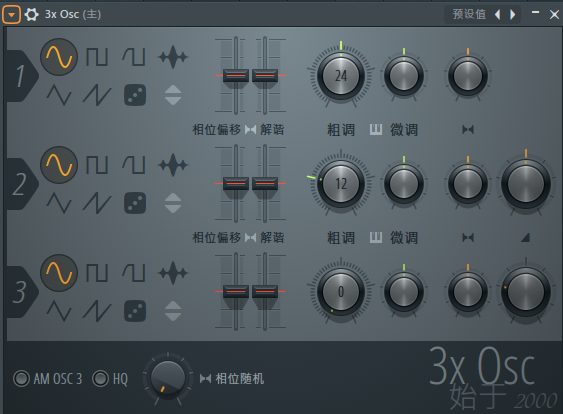 3x Osc (主) 预设值
1
24
相位偏移 解谐 粗调 微调
2
12
相位偏移 解谐 粗调 微调
3
0
AM OSC 3 HQ 相位随机
3x Osc
始于 2000